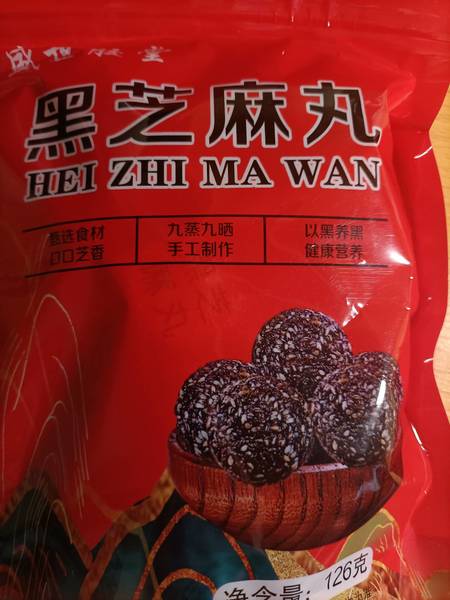 黑芝麻丸
HEI ZHI MA WAN
甄选食材 九蒸九晒 以黑养黑
口口芝香 手工制作 健康营养
净含量: 126克